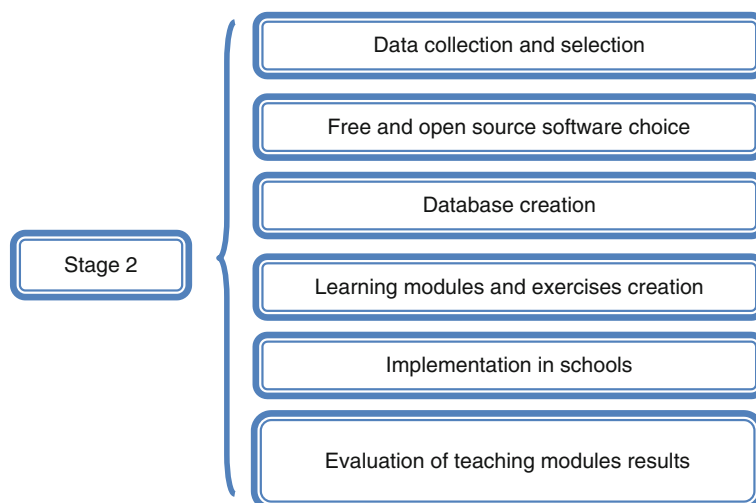 Data collection and selection
Free and open source software choice
Database creation
Stage 2
Learning modules and exercises creation
Implementation in schools
Evaluation of teaching modules results